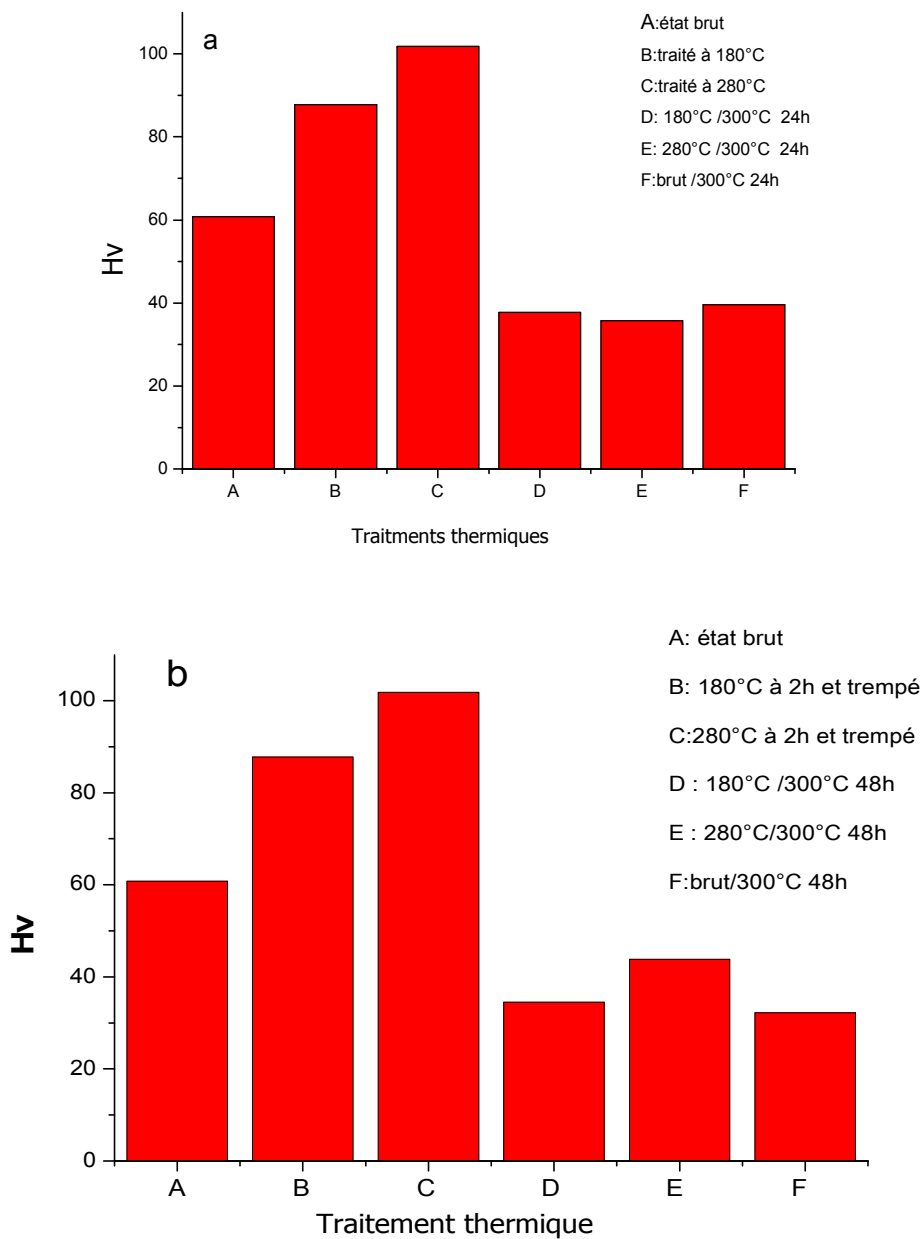 a
A:état brut
B:traité à 180°C
C:traité à 280°C
D: 180°C /300°C 24h
E: 280°C /300°C 24h
F:brut /300°C 24h
Hv
100
80
60
40
20
0
A B C D E F
Traitments thermiques
b
A: état brut
B: 180°C à 2h et trempé
C:280°C à 2h et trempé
D : 180°C /300°C 48h
E : 280°C/300°C 48h
F:brut/300°C 48h
Hv
100
80
60
40
20
0
A B C D E F
Traitement thermique